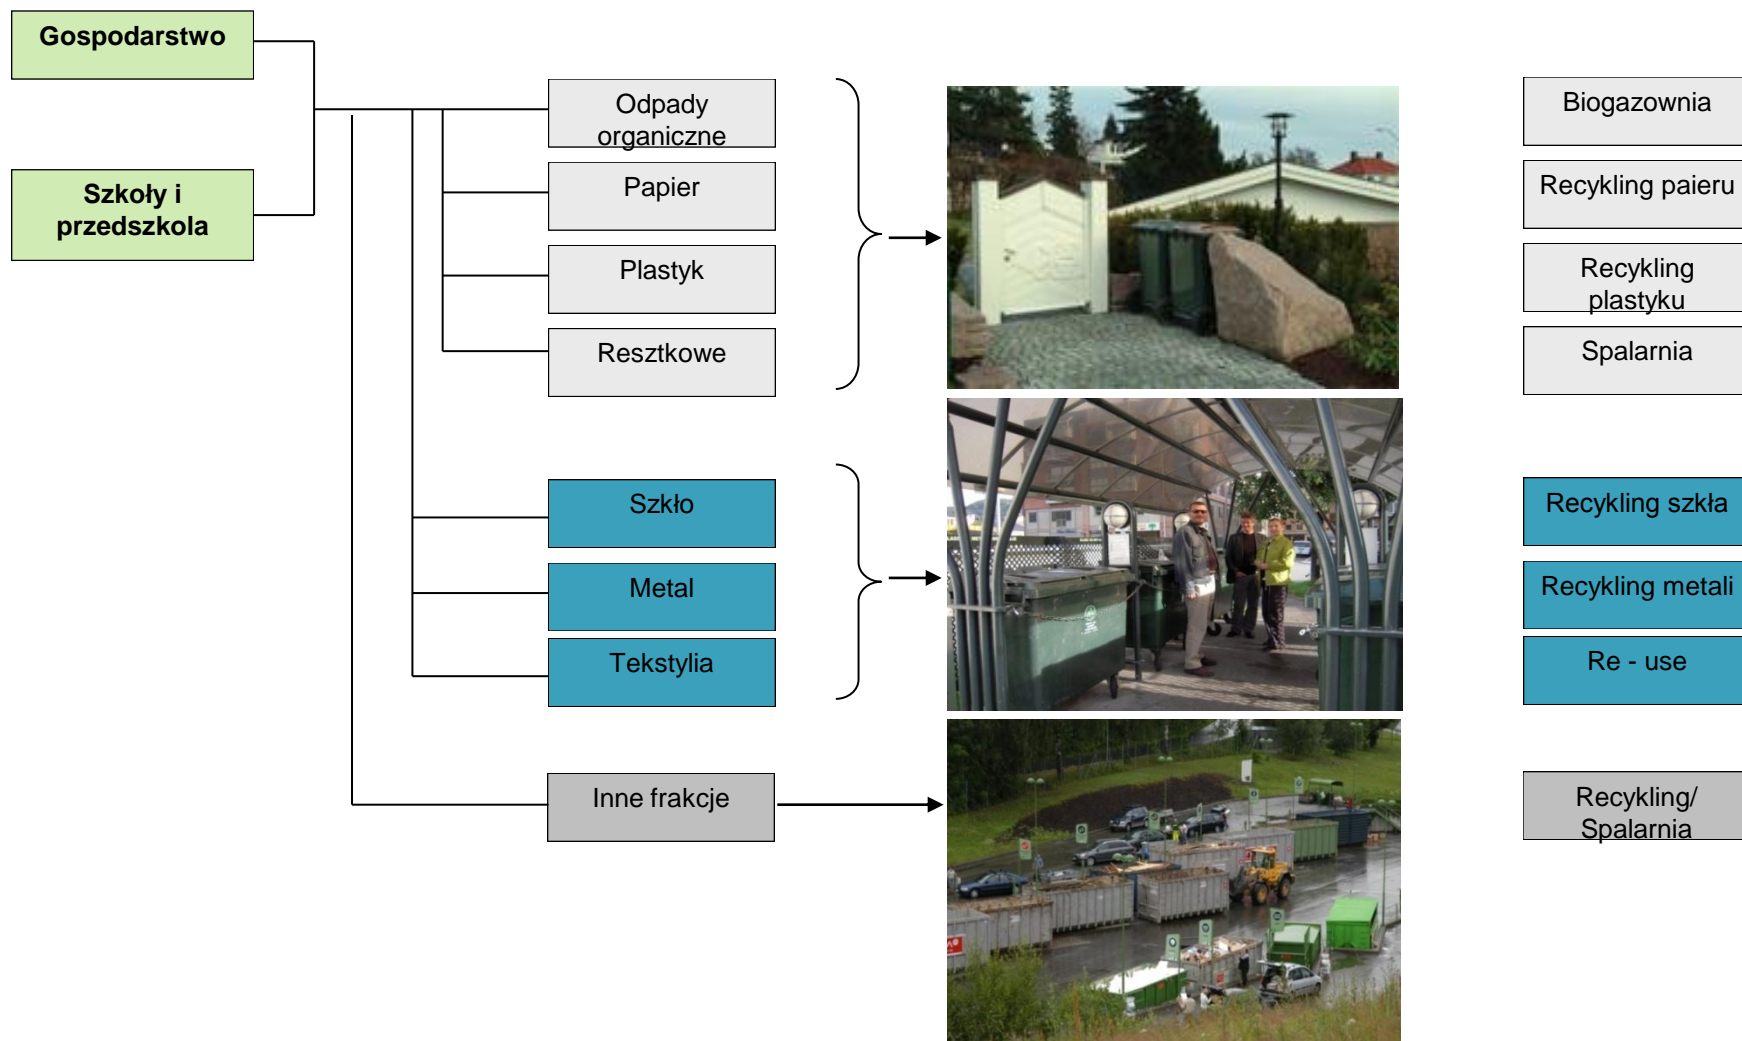 Gospodarstwo
Szkoły i
przedszkola
Odpady
organiczne
Papier
Plastyk
Resztkowe
Szkło
Metal
Tekstylia
Inne frakcje
Biogazownia
Recykling paieru
Recykling
plastyku
Spalarnia
Recykling szkła
Recykling metali
Re - use
Recykling/
Spalarnia